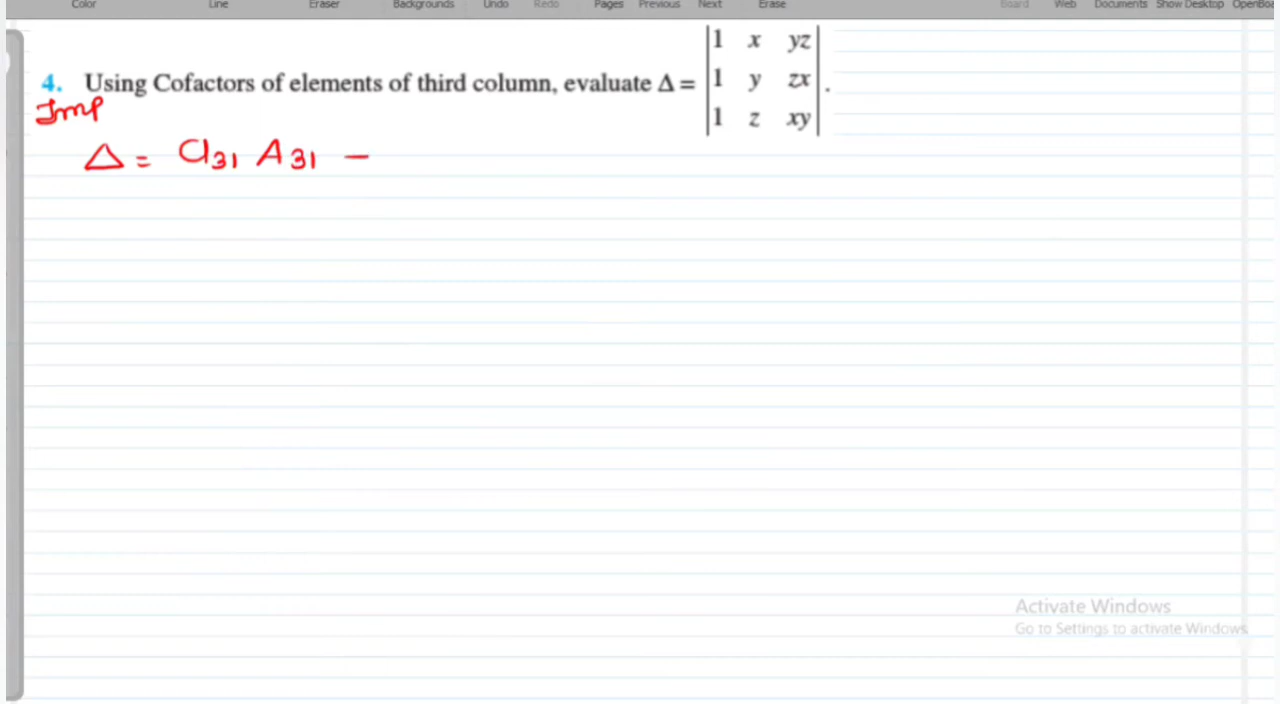 Color Line Eraser Backgrounds Undo Redo Pages Previous Next Erase Board Web Documents Show Desktop OpenBoa
4. Using Cofactors of elements of third column, evaluate Δ = | 1 x yz |
| 1 y zx | .
| 1 z xy |
Imp
Δ = a31 A31 −
Activate Windows
Go to Settings to activate Windows.